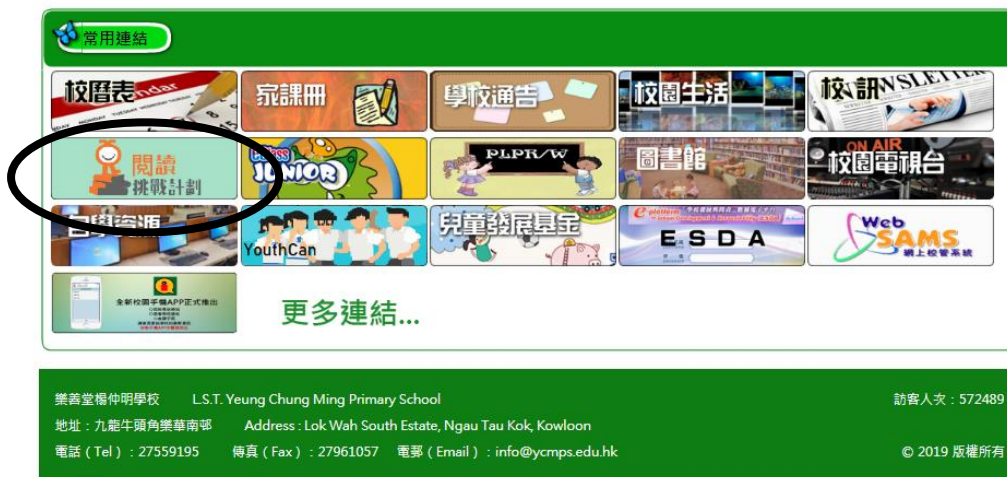 常用連結
校曆表
家課冊
學校通告
校園生活
校訊
NEWSLETTER
閱讀
挑戰計劃
JUNIOR
PLPR/W
圖書館
ON AIR
校園電視台
自學資源
YouthCan
兒童發展基金
E-platform
ESDA
Web
SAMS
網上校管系統
全新校園手機APP正式推出
更多連結...
樂善堂楊仲明學校 L.S.T. Yeung Chung Ming Primary School 訪客人次：572489
地址：九龍牛頭角樂華南邨 Address : Lok Wah South Estate, Ngau Tau Kok, Kowloon
電話（Tel）：27559195 傳真（Fax）：27961057 電郵（Email）：info@ycmps.edu.hk © 2019 版權所有